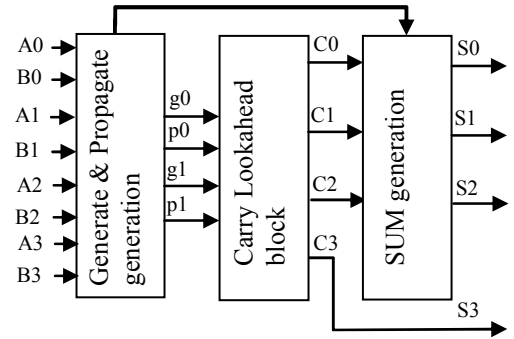 A0
B0
A1
B1
A2
B2
A3
B3
Generate & Propagate
generation
g0
p0
g1
p1
Carry Lookahead
block
C0
C1
C2
C3
SUM generation
S0
S1
S2
S3